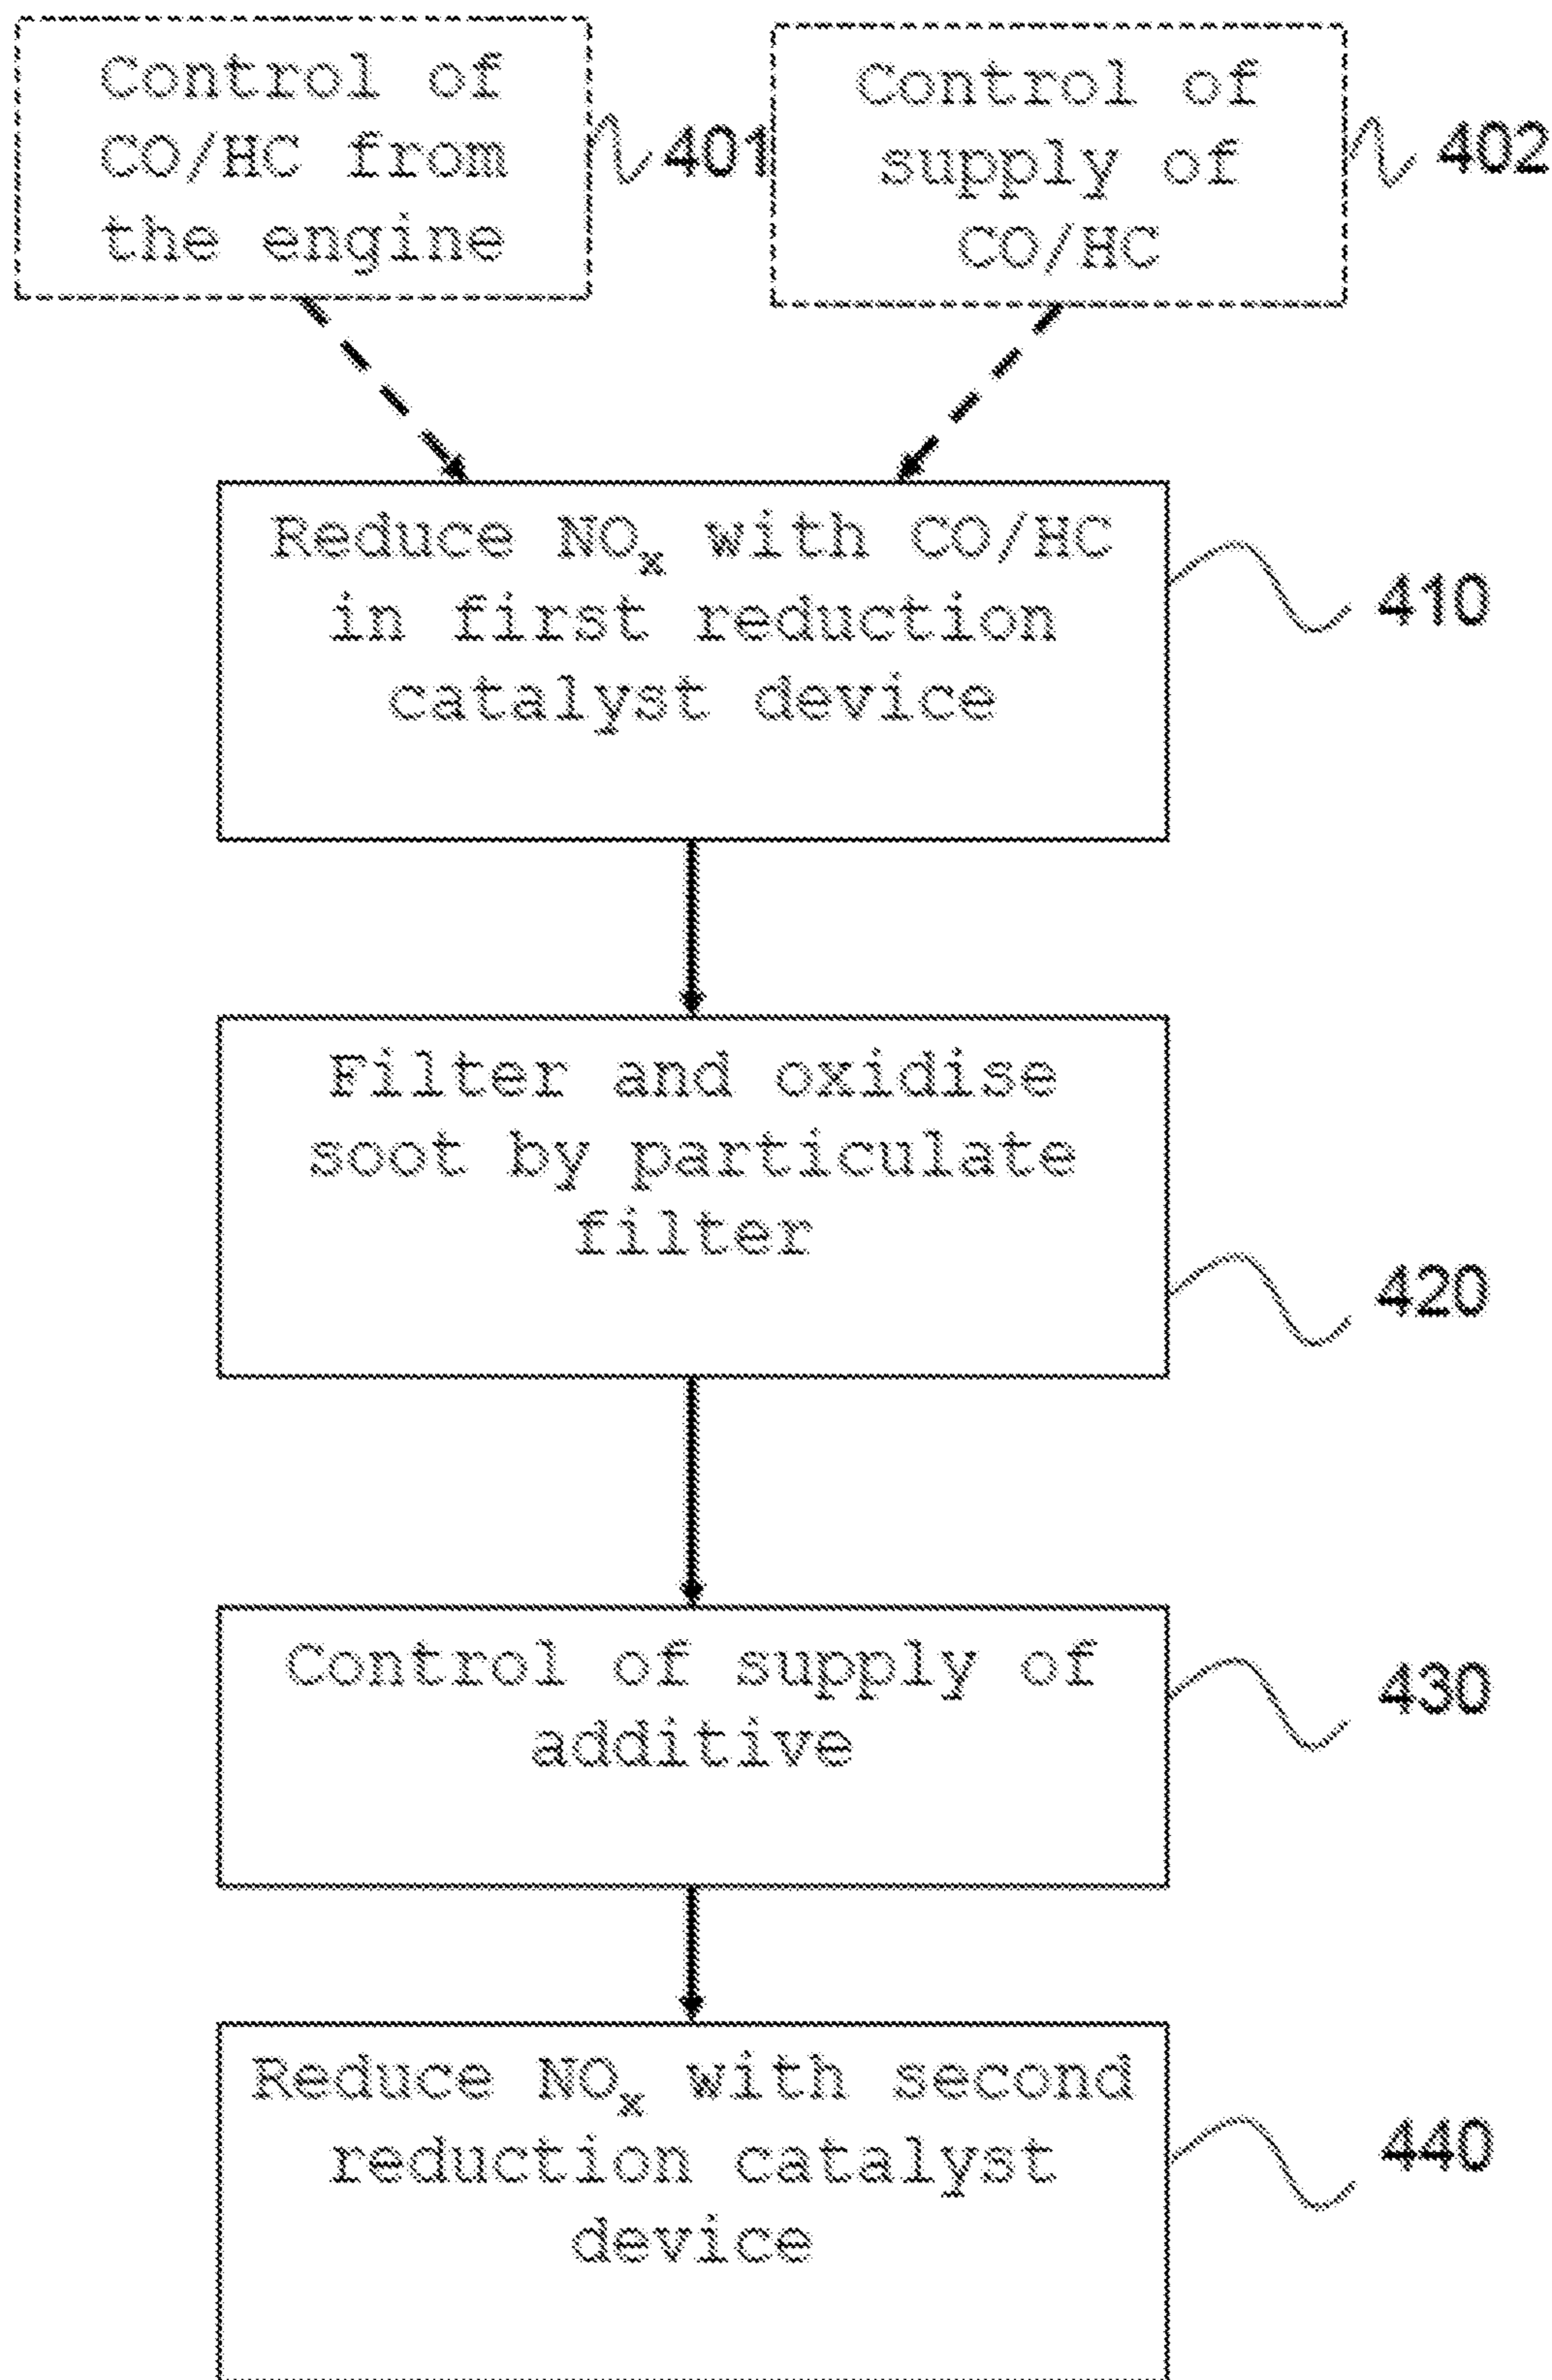 Control of
CO/HC from
the engine
401
Control of
supply of
CO/HC
402
Reduce NOx with CO/HC
in first reduction
catalyst device
410
Filter and oxidise
soot by particulate
filter
420
Control of supply of
additive
430
Reduce NOx with second
reduction catalyst
device
440